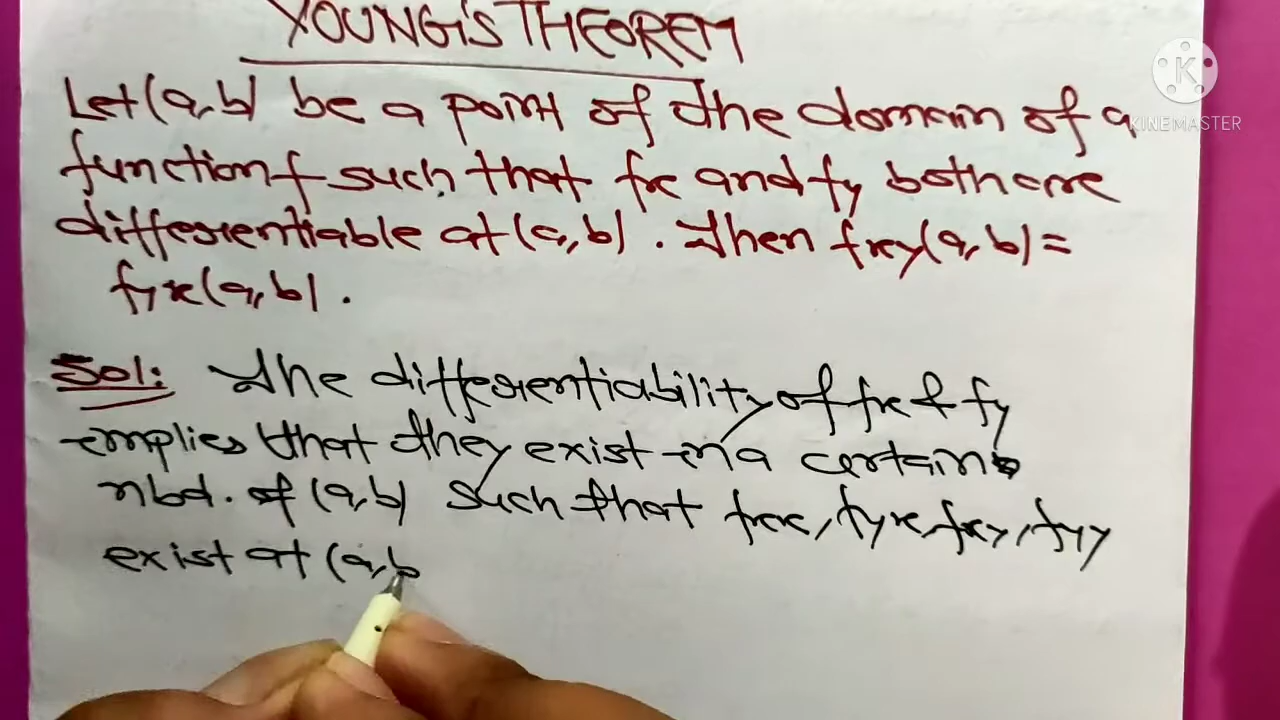 YOUNG'S THEOREM
Let (a,b) be a point of the domain of a
function f such that fx and fy both are
differentiable at (a,b). Then fxy(a,b) =
fyx(a,b).
Sol: The differentiability of fx & fy
implies that they exist in a certain
nbd. of (a,b) such that fxx, fyx, fxy, fyy
exist at (a,b
K
KINEMASTER